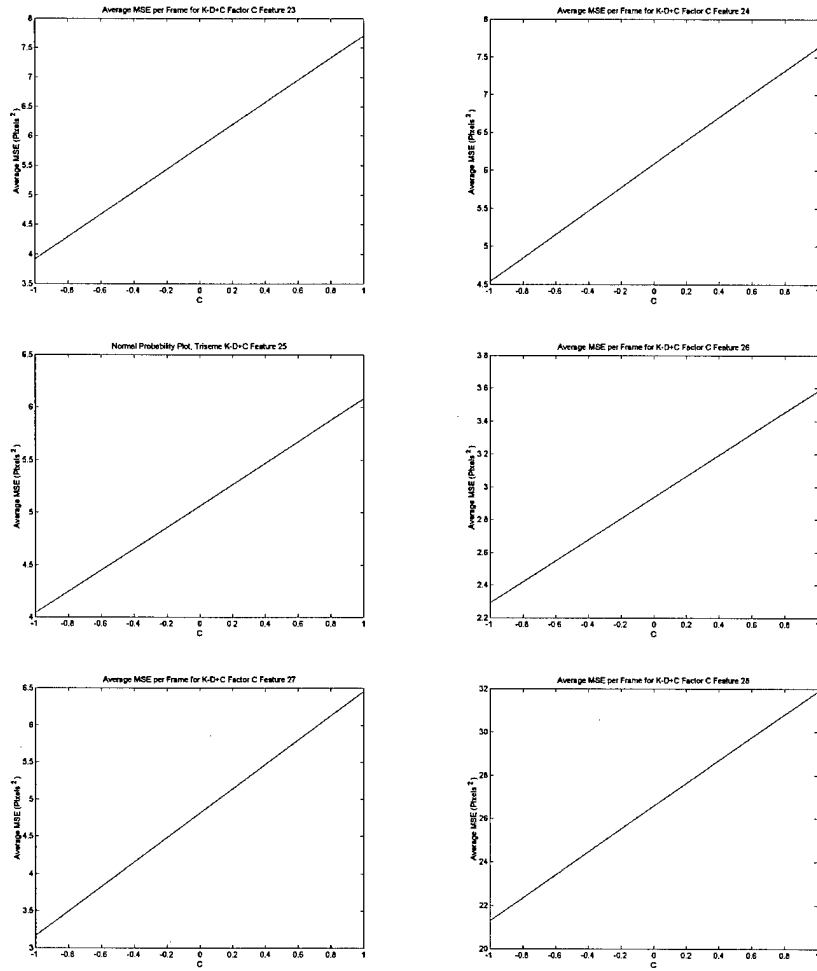 Average MSE per Frame for K-D+C Factor C Feature 23
8
7.5
7
6.5
6
5.5
5
4.5
4
3.5
Average MSE (Pixels^2)
-1 -0.8 -0.6 -0.4 -0.2 0 0.2 0.4 0.6 0.8 1
C
Average MSE per Frame for K-D+C Factor C Feature 24
8
7.5
7
6.5
6
5.5
5
4.5
Average MSE (Pixels^2)
-1 -0.8 -0.6 -0.4 -0.2 0 0.2 0.4 0.6 0.8 1
C
Normal Probability Plot, Triseme K-D+C Feature 25
6.5
6
5.5
5
4.5
4
Average MSE (Pixels^2)
-1 -0.8 -0.6 -0.4 -0.2 0 0.2 0.4 0.6 0.8 1
C
Average MSE per Frame for K-D+C Factor C Feature 26
3.8
3.6
3.4
3.2
3
2.8
2.6
2.4
2.2
Average MSE (Pixels^2)
-1 -0.8 -0.6 -0.4 -0.2 0 0.2 0.4 0.6 0.8 1
C
Average MSE per Frame for K-D+C Factor C Feature 27
6.5
6
5.5
5
4.5
4
3.5
3
Average MSE (Pixels^2)
-1 -0.8 -0.6 -0.4 -0.2 0 0.2 0.4 0.6 0.8 1
C
Average MSE per Frame for K-D+C Factor C Feature 28
32
30
28
26
24
22
21
20
Average MSE (Pixels^2)
-1 -0.8 -0.6 -0.4 -0.2 0 0.2 0.4 0.6 0.8 1
C